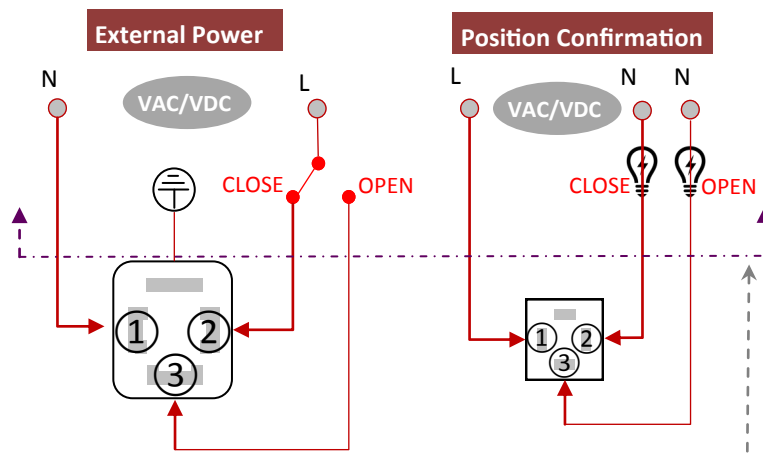 External Power
Position Confirmation
N
VAC/VDC
L
L
VAC/VDC
N
N
CLOSE
OPEN
CLOSE
OPEN
1
2
3
1
2
3